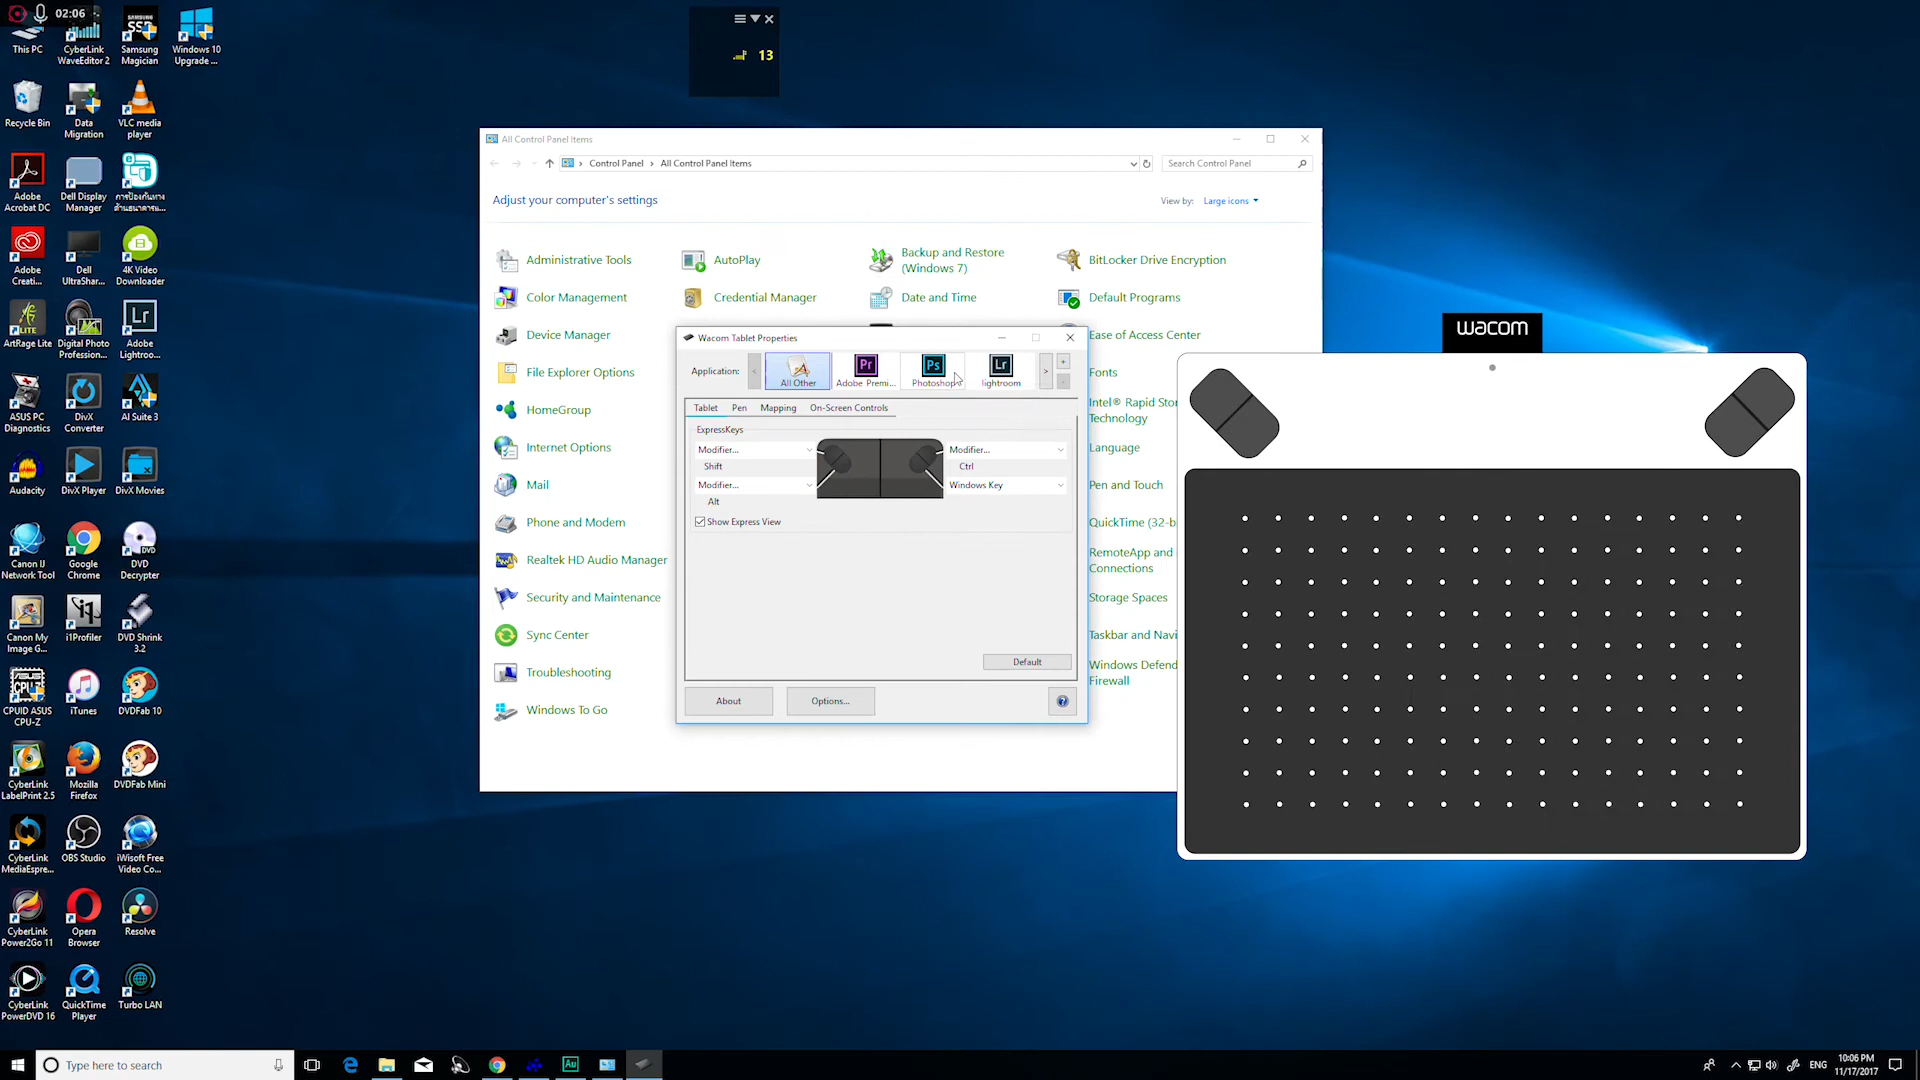 02:06
This PC
CyberLink
WaveEditor 2
Samsung
Magician
Windows 10
Upgrade ...
Recycle Bin
Data
Migration
VLC media
player
Adobe
Acrobat DC
Dell Display
Manager
Adobe
Creati...
Dell
UltraShar...
4K Video
Downloader
ArtRage Lite
Digital Photo
Profession...
Adobe
Lightroo...
ASUS PC
Diagnostics
DivX
Converter
AI Suite 3
Audacity
DivX Player
DivX Movies
Canon IJ
Network Tool
Google
Chrome
DVD
Decrypter
Canon My
Image G...
i1Profiler
DVD Shrink
3.2
CPUID ASUS
CPU-Z
iTunes
DVDFab 10
CyberLink
LabelPrint 2.5
Mozilla
Firefox
DVDFab Mini
CyberLink
MediaEspre...
OBS Studio
iWisoft Free
Video Co...
CyberLink
Power2Go 11
Opera
Browser
Resolve
CyberLink
PowerDVD 16
QuickTime
Player
Turbo LAN
13
All Control Panel Items
Control Panel > All Control Panel Items
Search Control Panel
Adjust your computer's settings
View by: Large icons
Administrative Tools
AutoPlay
Backup and Restore
(Windows 7)
BitLocker Drive Encryption
Color Management
Credential Manager
Date and Time
Default Programs
Device Manager
Ease of Access Center
File Explorer Options
Fonts
HomeGroup
Intel® Rapid Stor
Technology
Internet Options
Language
Mail
Pen and Touch
Phone and Modem
QuickTime (32-b
Realtek HD Audio Manager
RemoteApp and
Connections
Security and Maintenance
Storage Spaces
Sync Center
Taskbar and Navi
Troubleshooting
Windows Defend
Firewall
Windows To Go
Wacom Tablet Properties
Application:
All Other
Adobe Premi...
Photoshop
lightroom
Tablet
Pen
Mapping
On-Screen Controls
ExpressKeys
Modifier...
Modifier...
Shift
Ctrl
Modifier...
Windows Key
Alt
Show Express View
Default
About
Options...
wacom
Type here to search
ENG
10:06 PM
11/17/2017